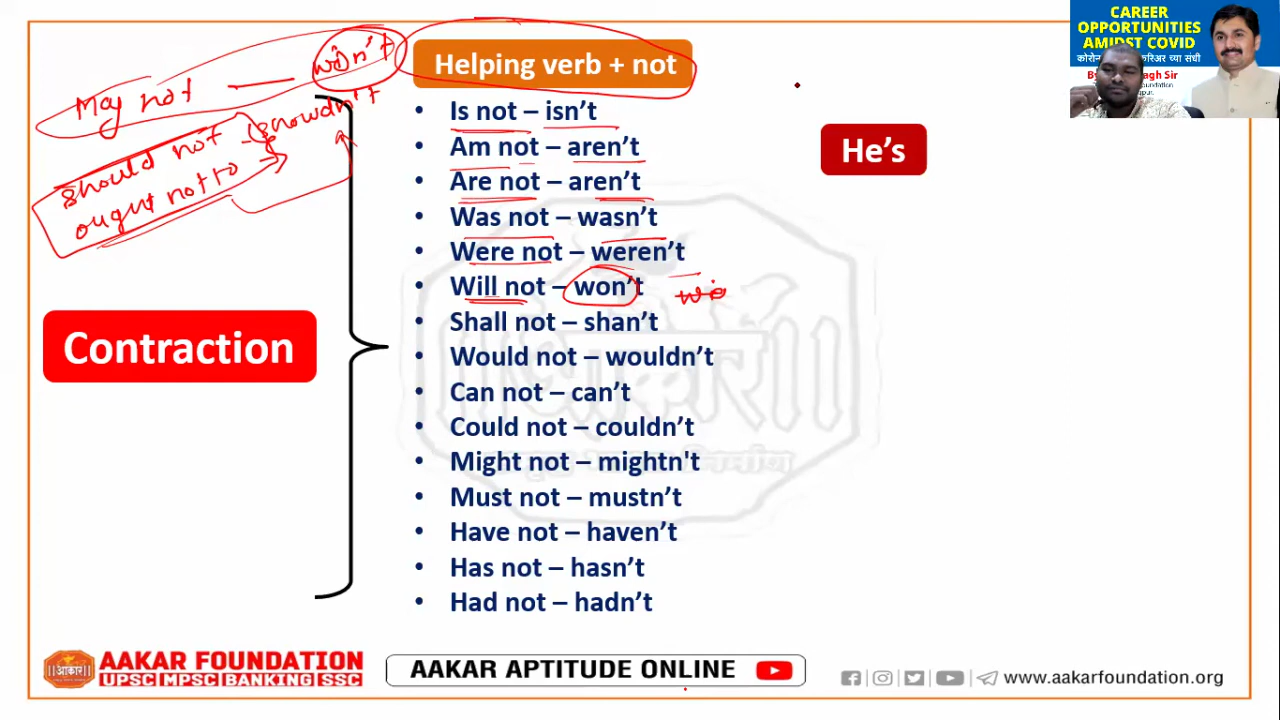 CAREER
OPPORTUNITIES
AMIDST COVID
May not
should not
ought not to
Helping verb + not
• Is not – isn't
• Am not – aren't
• Are not – aren't
• Was not – wasn't
• Were not – weren't
• Will not – won't
• Shall not – shan't
• Would not – wouldn't
• Can not – can't
• Could not – couldn't
• Might not – mightn't
• Must not – mustn't
• Have not – haven't
• Has not – hasn't
• Had not – hadn't
He's
Contraction
॥आकार॥
AAKAR FOUNDATION
UPSC MPSC BANKING SSC
AAKAR APTITUDE ONLINE
www.aakarfoundation.org